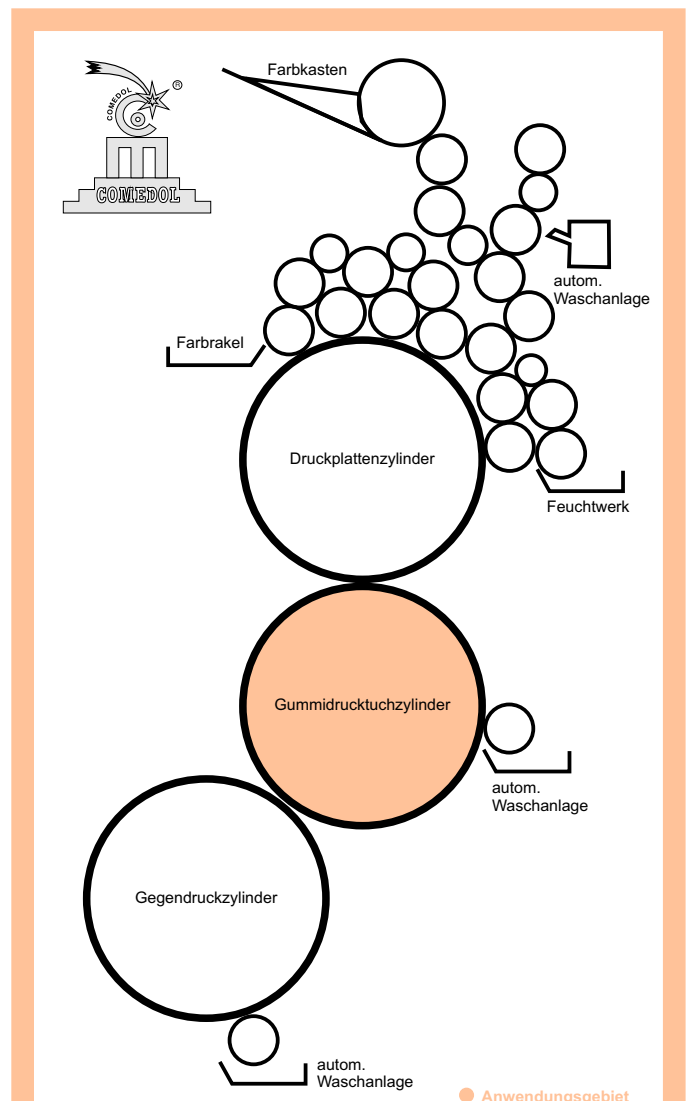 Farbkasten
COMEDOL
®
COMEDOL
autom.
Waschanlage
Farbrakel
Druckplattenzylinder
Feuchtwerk
Gummidrucktuchzylinder
autom.
Waschanlage
Gegendruckzylinder
autom.
Waschanlage
Anwendungsgebiet